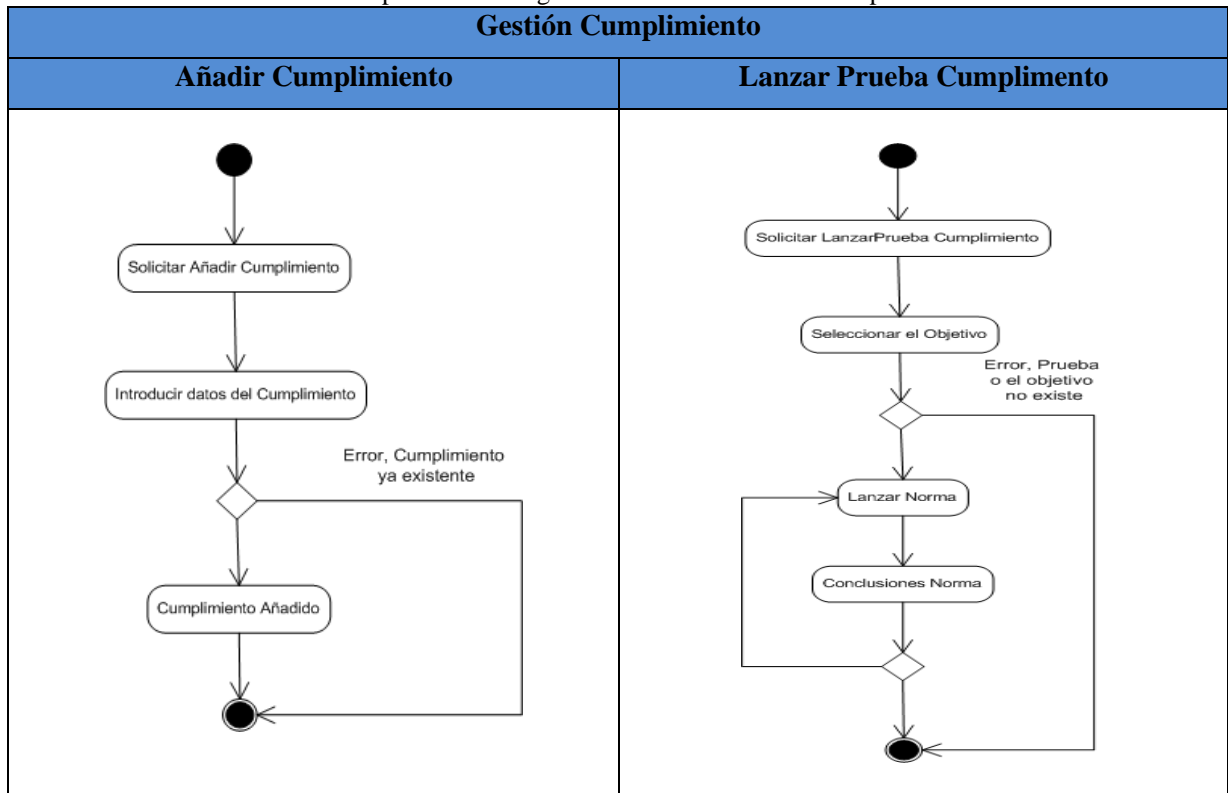 Gestión Cumplimiento
Añadir Cumplimiento
Lanzar Prueba Cumplimento
Solicitar Añadir Cumplimiento
Introducir datos del Cumplimiento
Error, Cumplimiento
ya existente
Cumplimiento Añadido
Solicitar LanzarPrueba Cumplimiento
Seleccionar el Objetivo
Error, Prueba
o el objetivo
no existe
Lanzar Norma
Conclusiones Norma